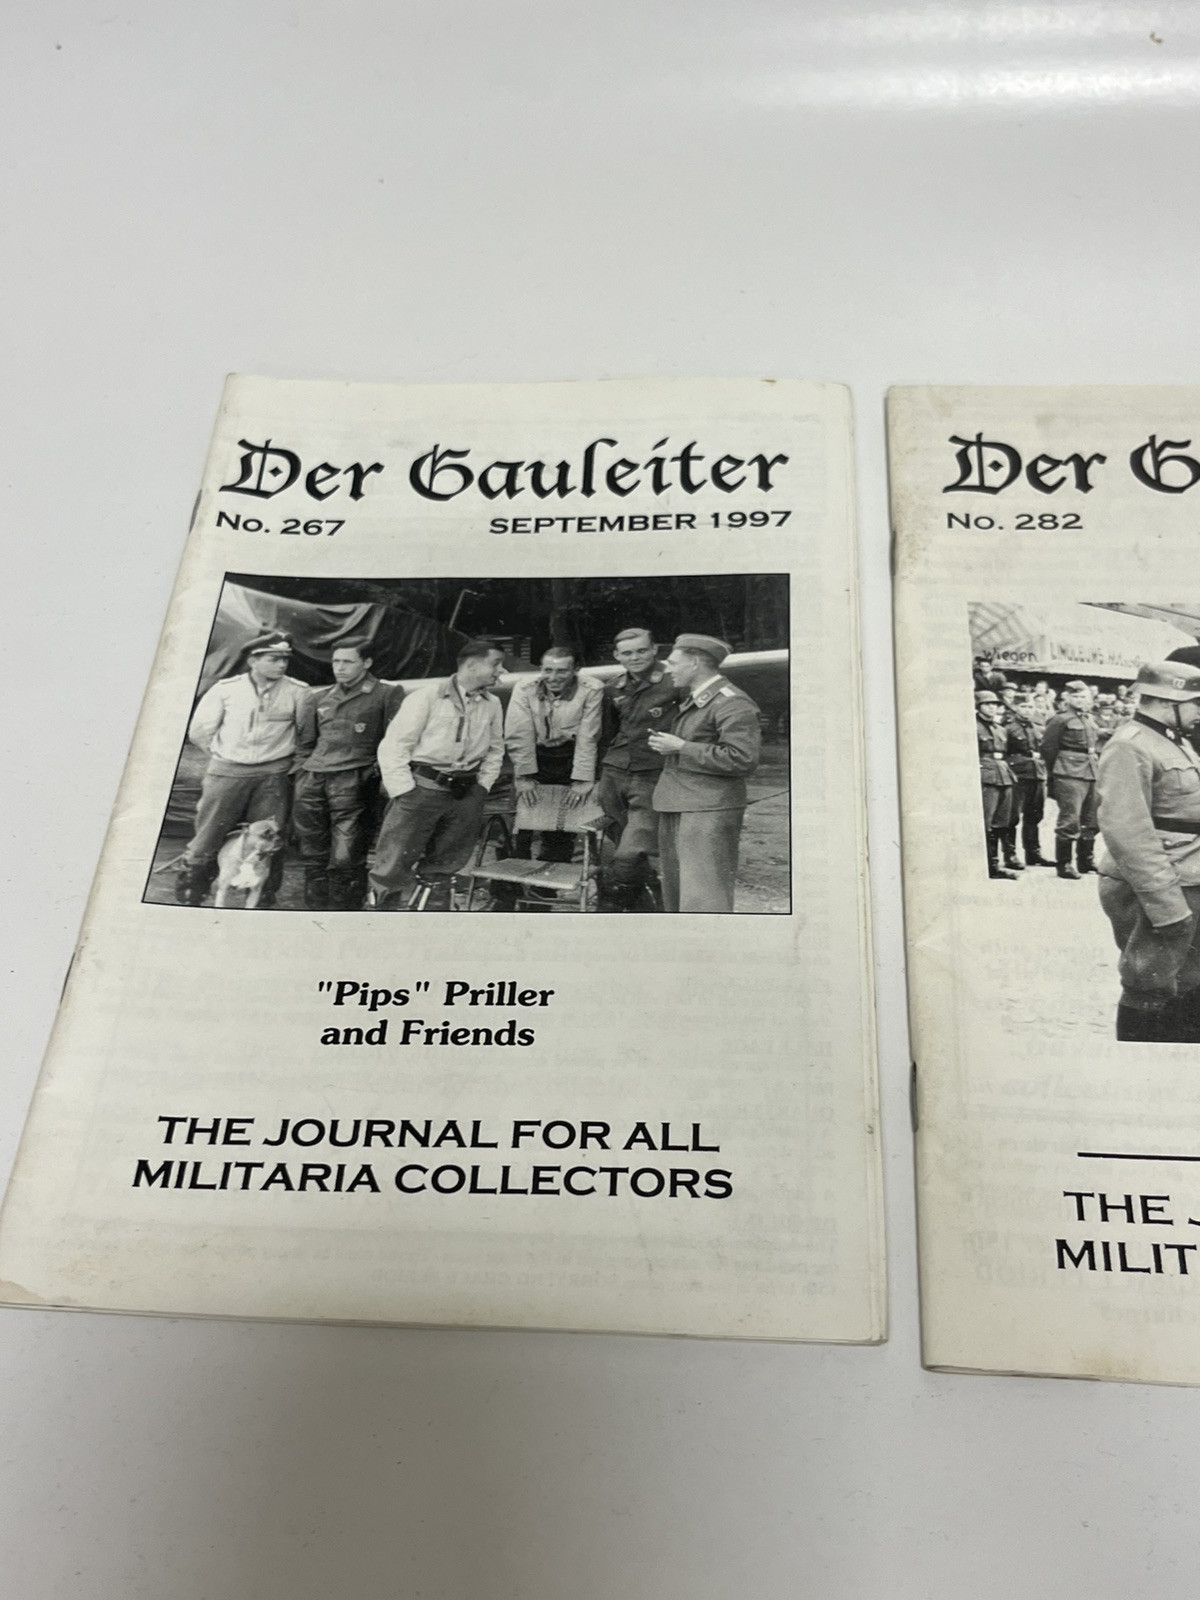 Der Gauleiter
No. 267 SEPTEMBER 1997
"Pips" Priller
and Friends
THE JOURNAL FOR ALL
MILITARIA COLLECTORS
Der G
No. 282
Wiegen
THE J
MILIT